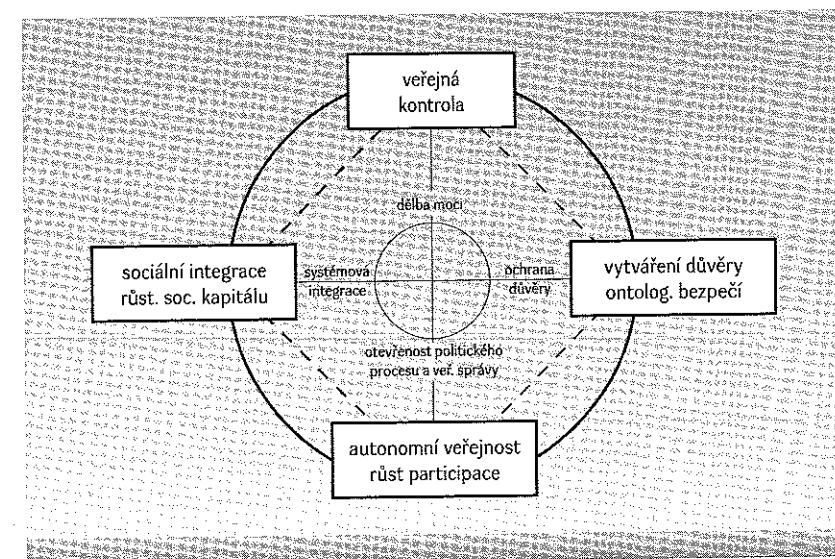 veřejná
kontrola
dělba moci
sociální integrace
růst. soc. kapitálu
systémová
integrace
ochrana
důvěry
vytváření důvěry
ontolog. bezpečí
otevřenost politického
procesu a veř. správy
autonomní veřejnost
růst participace